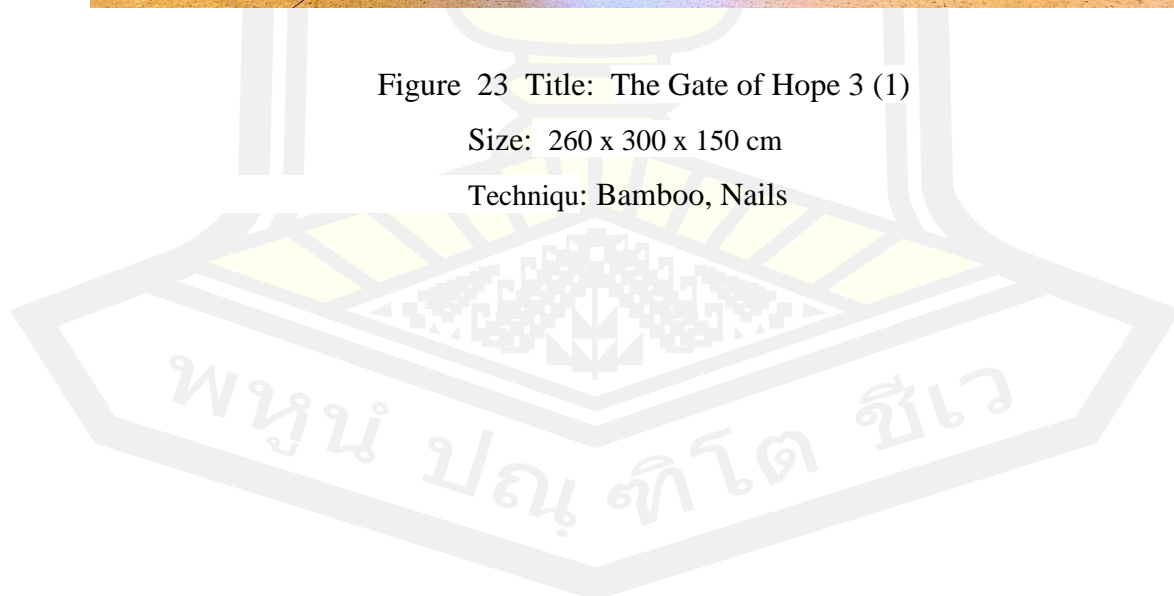 Figure 23 Title: The Gate of Hope 3 (1)
Size: 260 x 300 x 150 cm
Techniqu: Bamboo, Nails
พหูนํ ปณฺฑิโต ชีเว